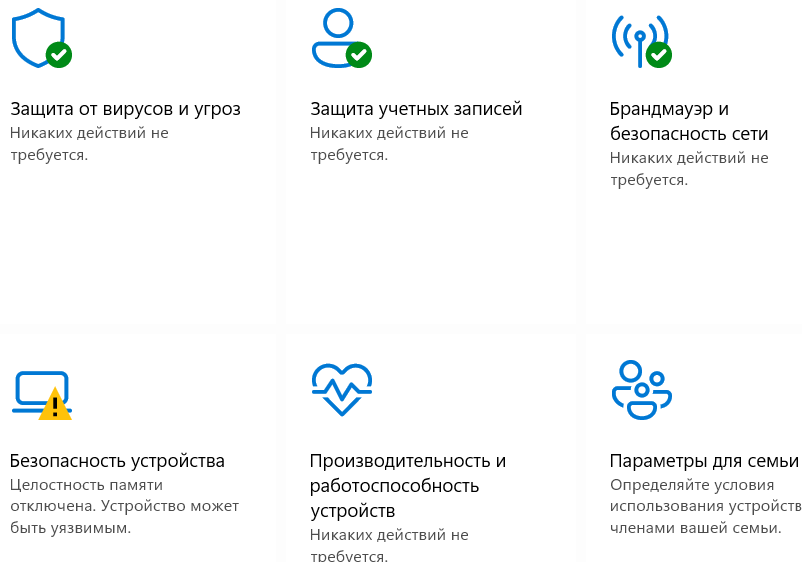 Защита от вирусов и угроз
Никаких действий не
требуется.
Защита учетных записей
Никаких действий не
требуется.
Брандмауэр и
безопасность сети
Никаких действий не
требуется.
Безопасность устройства
Целостность памяти
отключена. Устройство может
быть уязвимым.
Производительность и
работоспособность
устройств
Никаких действий не
требуется.
Параметры для семьи
Определяйте условия
использования устройств
членами вашей семьи.